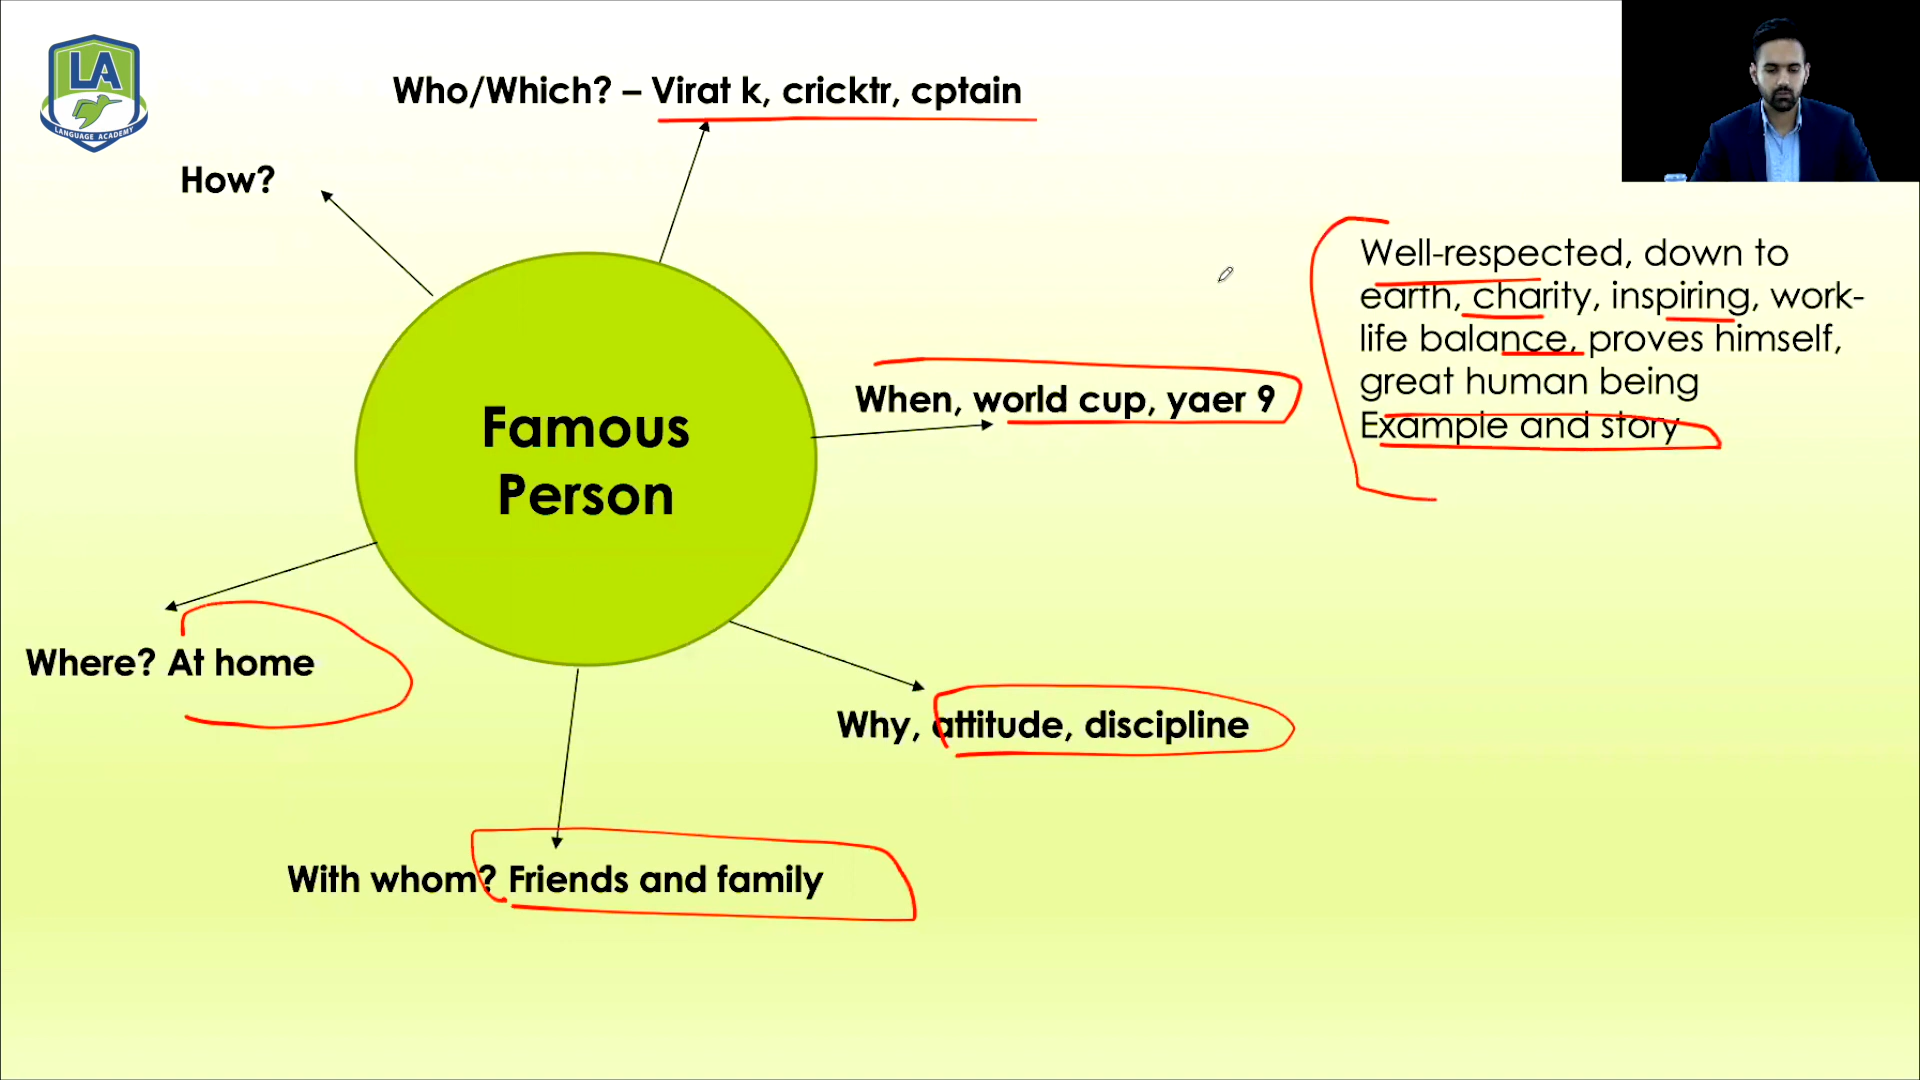 LA
LANGUAGE ACADEMY
Who/Which? – Virat k, cricktr, cptain
How?
Well-respected, down to
earth, charity, inspiring, work-
life balance, proves himself,
great human being
Example and story
When, world cup, yaer 9
Famous
Person
Where? At home
Why, attitude, discipline
With whom? Friends and family